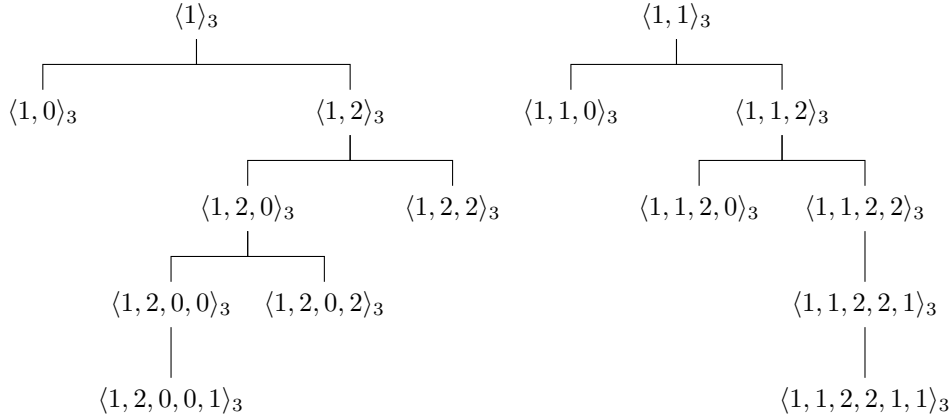 ⟨1⟩₃ ⟨1, 1⟩₃
⟨1, 0⟩₃ ⟨1, 2⟩₃ ⟨1, 1, 0⟩₃ ⟨1, 1, 2⟩₃
⟨1, 2, 0⟩₃ ⟨1, 2, 2⟩₃ ⟨1, 1, 2, 0⟩₃ ⟨1, 1, 2, 2⟩₃
⟨1, 2, 0, 0⟩₃ ⟨1, 2, 0, 2⟩₃ ⟨1, 1, 2, 2, 1⟩₃
⟨1, 2, 0, 0, 1⟩₃ ⟨1, 1, 2, 2, 1, 1⟩₃